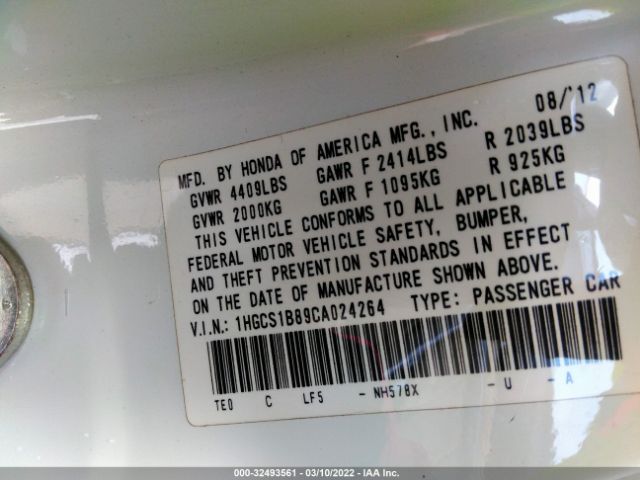 MFD. BY HONDA OF AMERICA MFG., INC. 08/'12
GVWR 4409LBS GAWR F 2414LBS R 2039LBS
GVWR 2000KG GAWR F 1095KG R 925KG
THIS VEHICLE CONFORMS TO ALL APPLICABLE
FEDERAL MOTOR VEHICLE SAFETY, BUMPER,
AND THEFT PREVENTION STANDARDS IN EFFECT
ON THE DATE OF MANUFACTURE SHOWN ABOVE.
V.I.N.: 1HGCS1B89CA024264 TYPE: PASSENGER CAR
TE0 C LF5 - NH578X - U - A
000-32493561 - 03/10/2022 - IAA Inc.